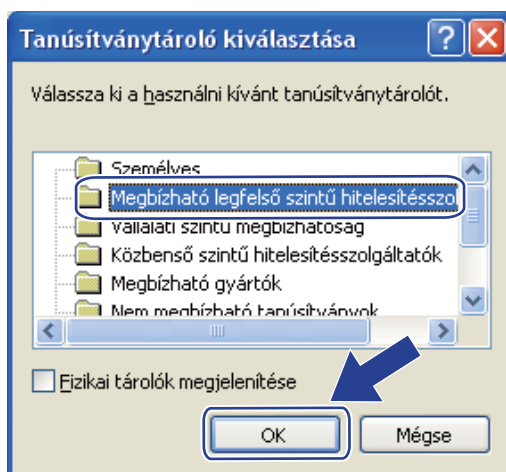 Tanúsítványtároló kiválasztása
Válassza ki a használni kívánt tanúsítványtárolót.
Személyes
Megbízható legfelső szintű hitelesítésszol
Vállalati szintű megbízhatóság
Közbenső szintű hitelesítésszolgáltatók
Megbízható gyártók
Nem megbízható tanúsítványok
Fizikai tárolók megjelenítése
OK
Mégse